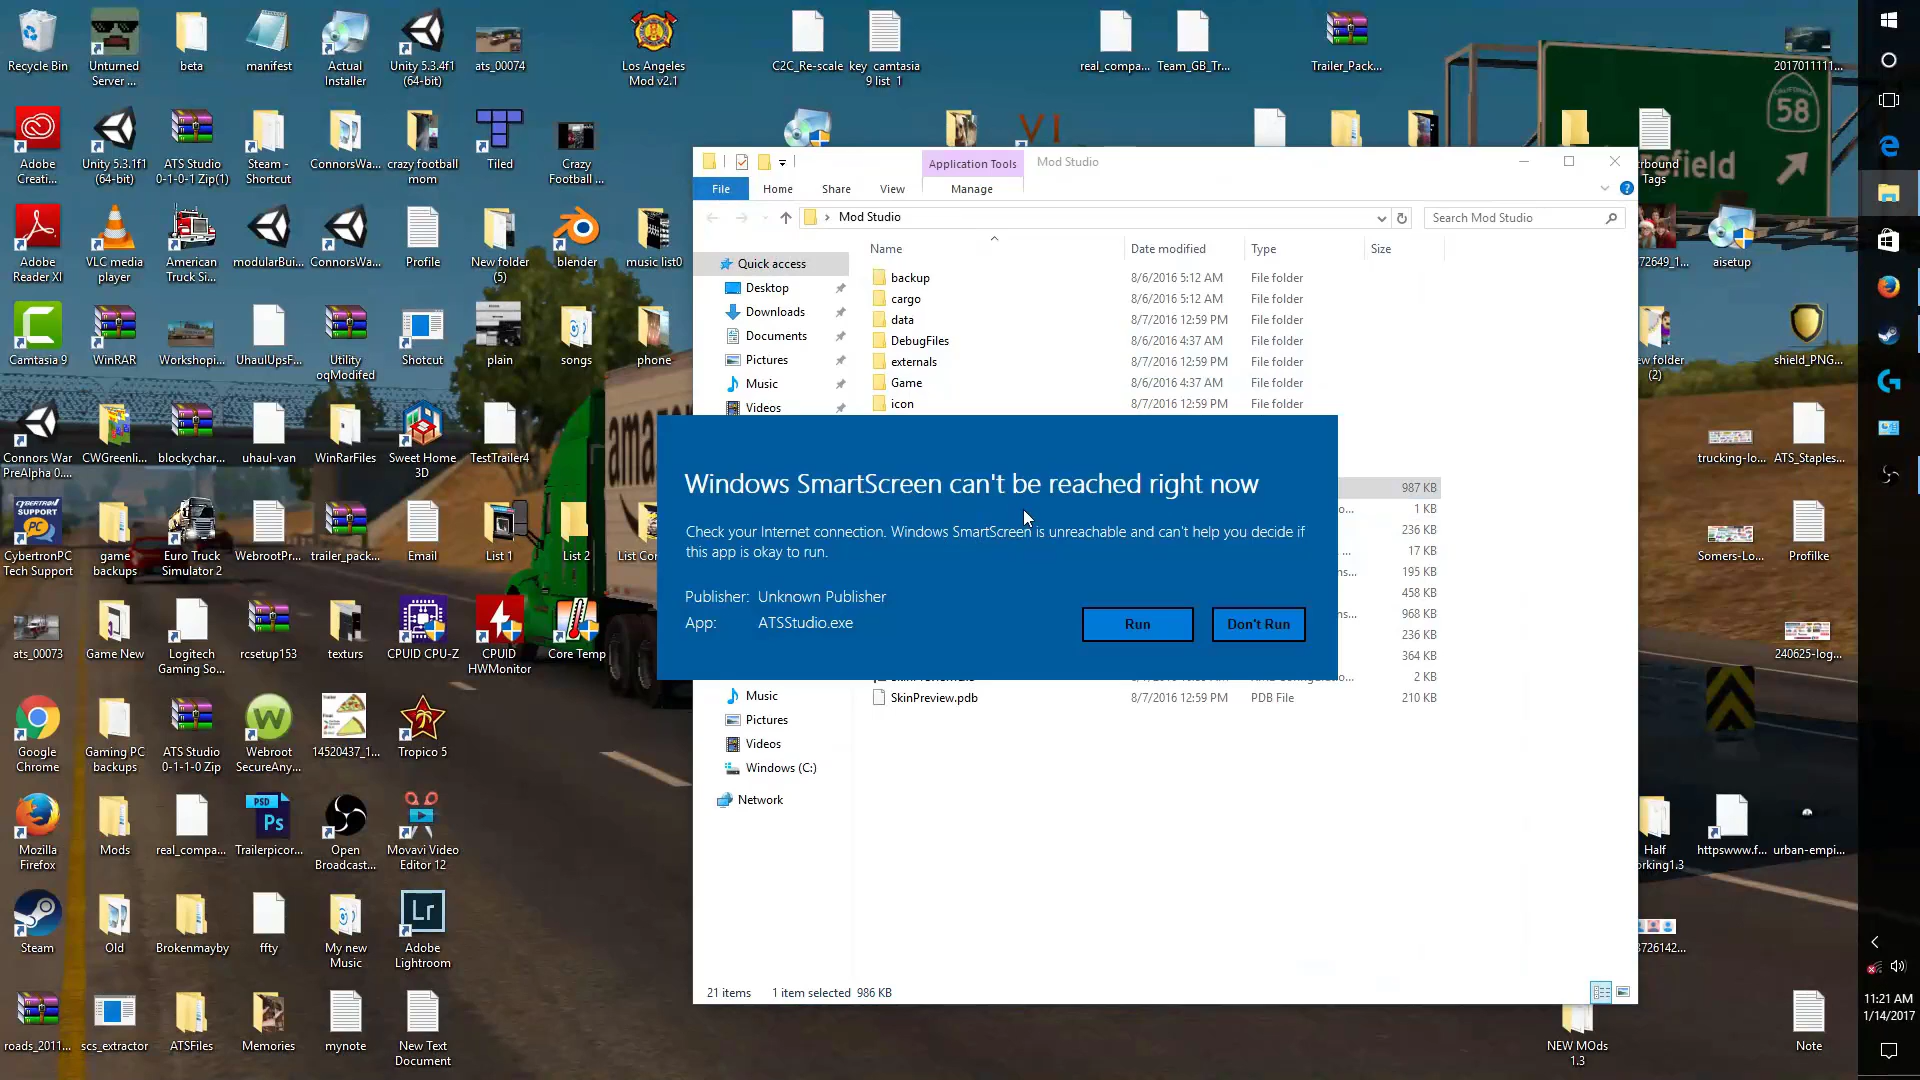 Recycle Bin
Unturned
Server ...
beta
manifest
Actual
Installer
Unity 5.3.4f1
(64-bit)
ats_00074
Los Angeles
Mod v2.1
C2C_Re-scale
key_camtasia
9 list 1
real_compa...
Team_GB_Tr...
Trailer_Pack...
2017011111...
CALIFORNIA
58
Adobe
Creati...
Unity 5.3.1f1
(64-bit)
ATS Studio
0-1-0-1 Zip(1)
Steam -
Shortcut
ConnorsWa...
crazy football
mom
Tiled
Crazy
Football ...
VI
rbound
Tags
Application Tools
Mod Studio
File
Home
Share
View
Manage
Mod Studio
Search Mod Studio
Name
Date modified
Type
Size
Quick access
Desktop
Downloads
Documents
Pictures
Music
Videos
backup 8/6/2016 5:12 AM File folder
cargo 8/6/2016 5:12 AM File folder
data 8/7/2016 12:59 PM File folder
DebugFiles 8/6/2016 4:37 AM File folder
externals 8/7/2016 12:59 PM File folder
Game 8/6/2016 4:37 AM File folder
icon 8/7/2016 12:59 PM File folder
987 KB
1 KB
236 KB
17 KB
195 KB
458 KB
968 KB
236 KB
364 KB
2 KB
SkinPreview.pdb 8/7/2016 12:59 PM PDB File 210 KB
Music
Pictures
Videos
Windows (C:)
Network
21 items 1 item selected 986 KB
Windows SmartScreen can't be reached right now
Check your Internet connection. Windows SmartScreen is unreachable and can't help you decide if
this app is okay to run.
Publisher: Unknown Publisher
App: ATSStudio.exe
Run
Don't Run
Adobe
Reader XI
VLC media
player
American
Truck Si...
modularBui...
ConnorsWa...
Profile
New folder
(5)
blender
music list0
72649_1...
aisetup
Camtasia 9
WinRAR
Workshopi...
UhaulUpsF...
Utility
oqModifed
Shotcut
plain
songs
phone
ew folder
(2)
shield_PNG...
Connors War
PreAlpha 0....
CWGreenli...
blockychar...
uhaul-van
WinRarFiles
Sweet Home
3D
TestTrailer4
trucking-lo...
ATS_Staples...
CybertronPC
Tech Support
game
backups
Euro Truck
Simulator 2
WebrootPr...
trailer_pack...
Email
List 1
List 2
List Cor
Somers-Lo...
Profilke
ats_00073
Game New
Logitech
Gaming So...
rcsetup153
texturs
CPUID CPU-Z
CPUID
HWMonitor
Core Temp
240625-log...
Google
Chrome
Gaming PC
backups
ATS Studio
0-1-1-0 Zip
Webroot
SecureAny...
14520437_1...
Tropico 5
Mozilla
Firefox
Mods
real_compa...
Trailerpicor...
Open
Broadcast...
Movavi Video
Editor 12
Half
orking1.3
httpswww.f...
urban-empi...
Steam
Old
Brokenmayby
ffty
My new
Music
Adobe
Lightroom
3726142...
roads_2011...
scs_extractor
ATSFiles
Memories
mynote
New Text
Document
NEW MOds
1.3
Note
11:21 AM
1/14/2017